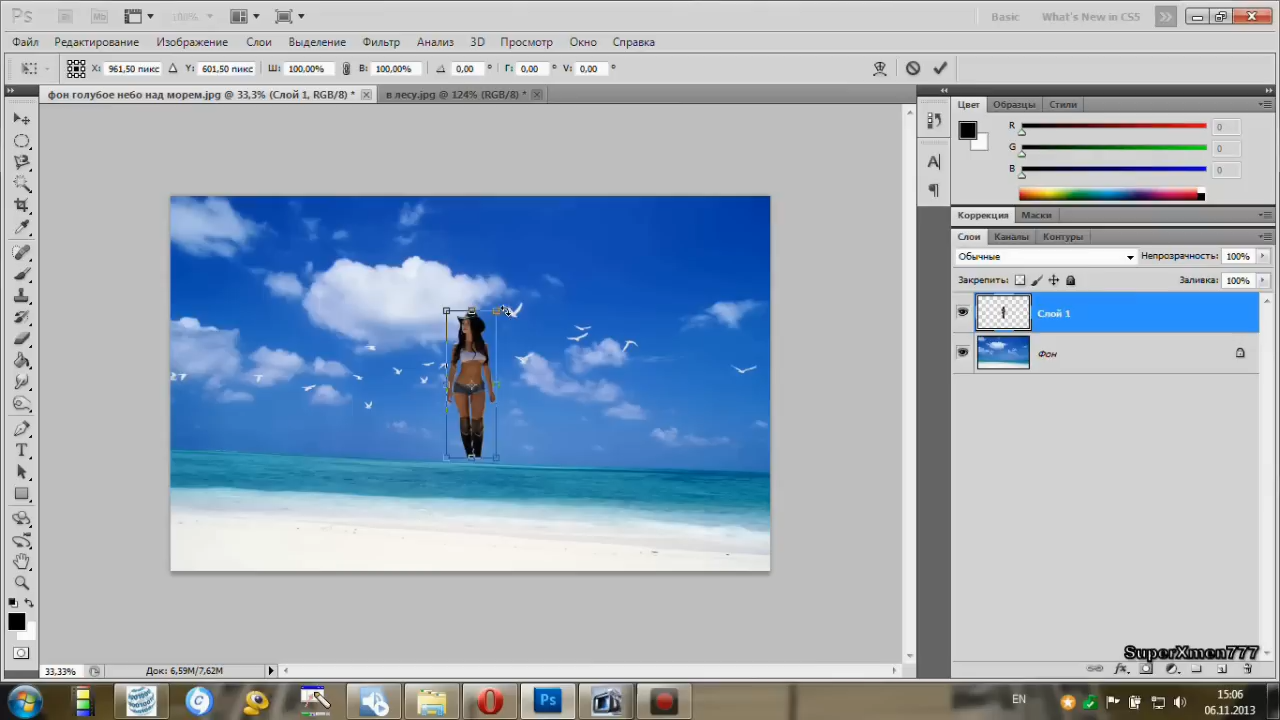 Ps Br Mb 100% Basic What's New in CS5
Файл Редактирование Изображение Слои Выделение Фильтр Анализ 3D Просмотр Окно Справка
X: 961,50 пикс Y: 601,50 пикс Ш: 100,00% В: 100,00% 0,00 ° Г: 0,00 ° V: 0,00 °
фон голубое небо над морем.jpg @ 33,3% (Слой 1, RGB/8) * в лесу.jpg @ 124% (RGB/8) *
Цвет Образцы Стили
R 0
G 0
B 0
Коррекция Маски
Слои Каналы Контуры
Обычные Непрозрачность: 100%
Закрепить: Заливка: 100%
Слой 1
Фон
SuperXmen777
33,33% Док: 6,59M/7,62M
EN 15:06
06.11.2013